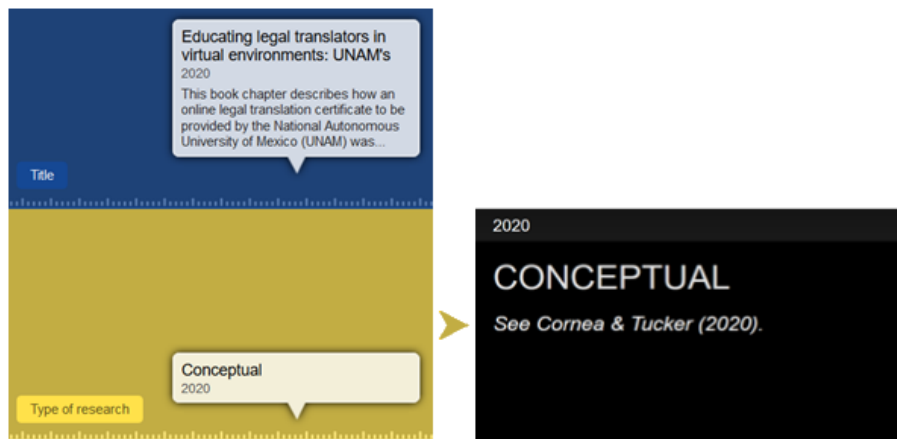 Educating legal translators in
virtual environments: UNAM's
2020
This book chapter describes how an
online legal translation certificate to be
provided by the National Autonomous
University of Mexico (UNAM) was...
Title
Conceptual
2020
Type of research
2020
CONCEPTUAL
See Cornea & Tucker (2020).